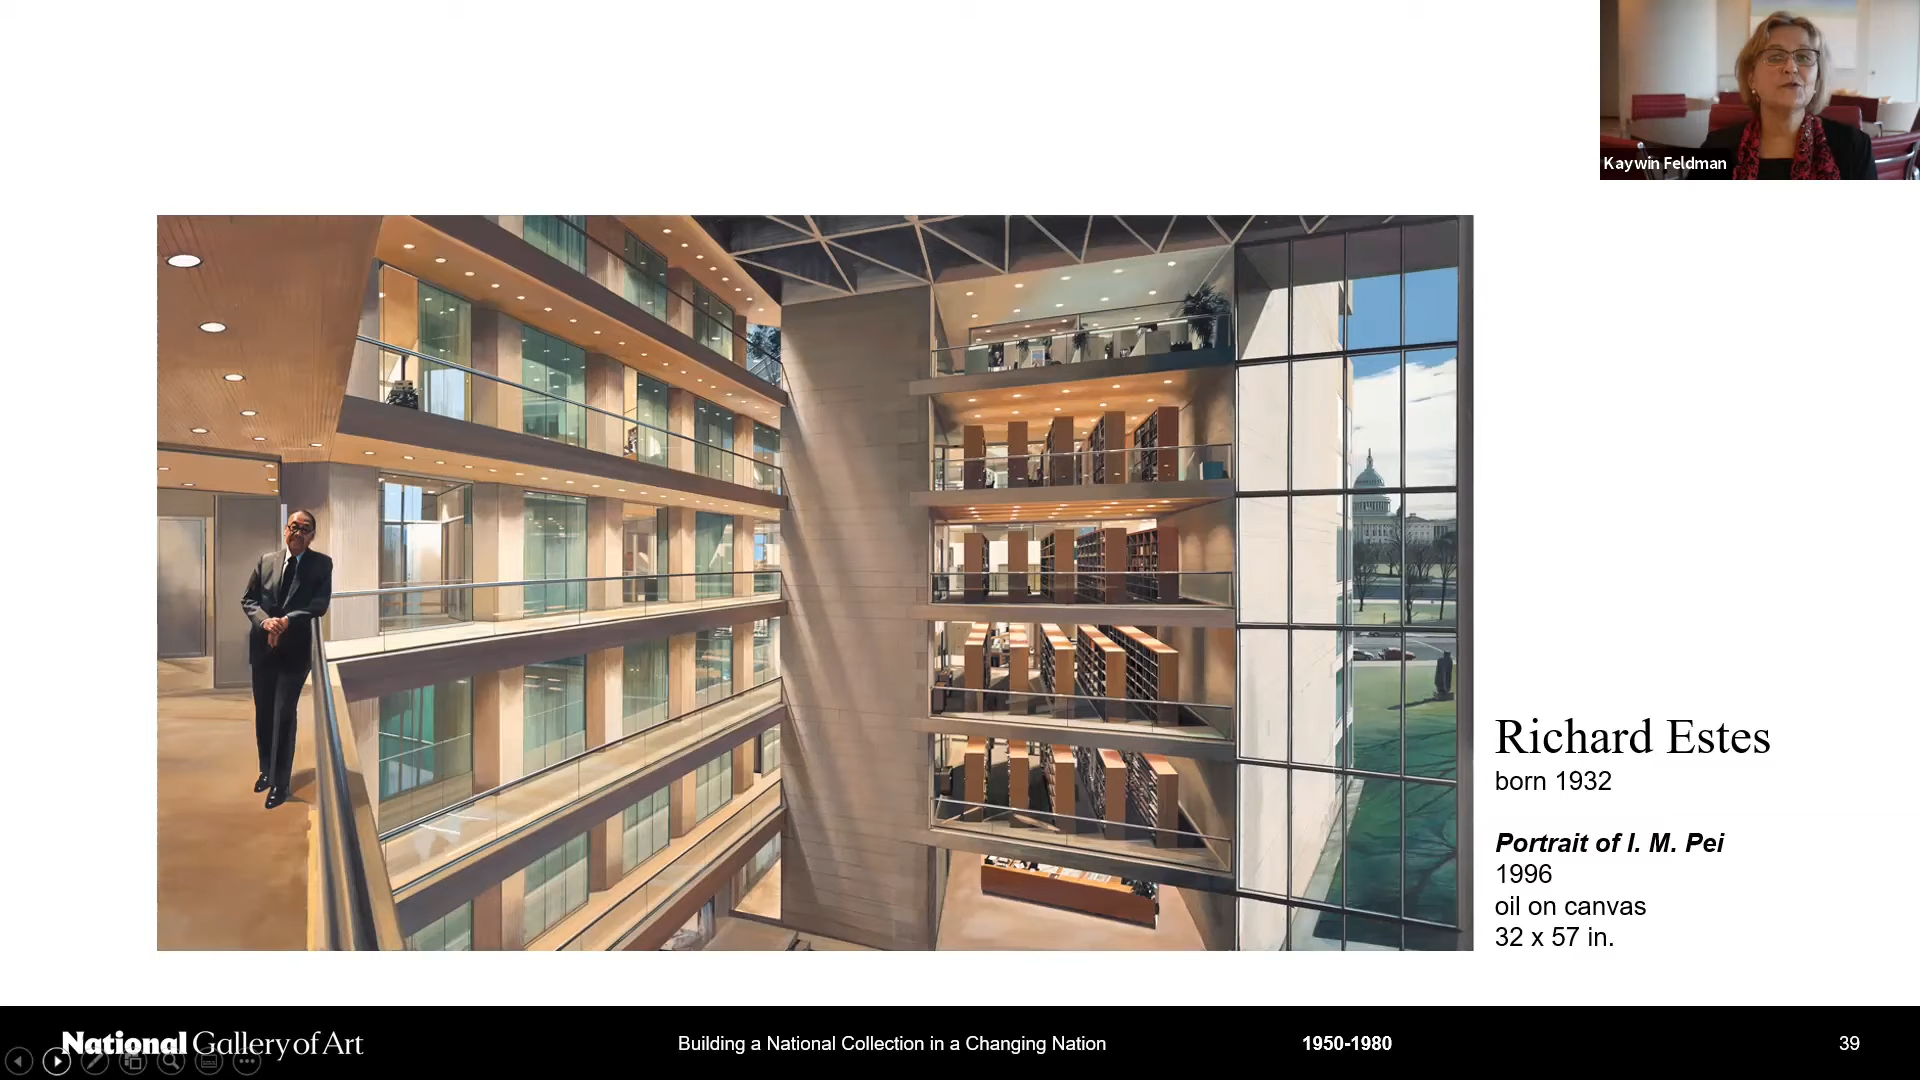 Kaywin Feldman
Richard Estes
born 1932
Portrait of I. M. Pei
1996
oil on canvas
32 x 57 in.
National Gallery of Art
Building a National Collection in a Changing Nation
1950-1980
39